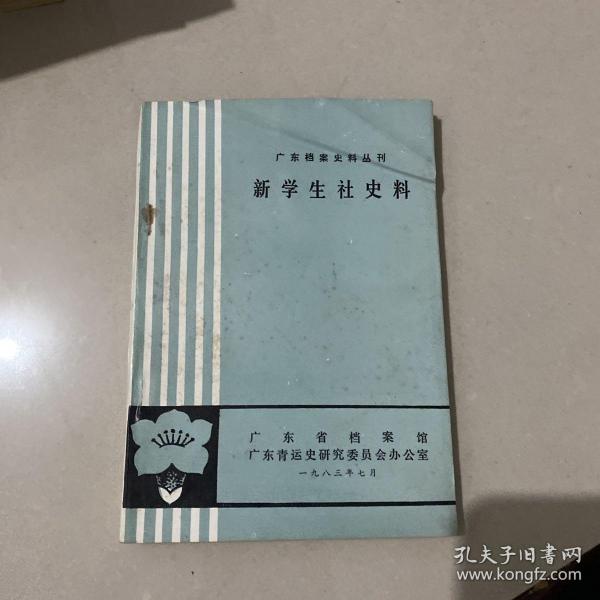 广东档案史料丛刊
新学生社史料
广东省档案馆
广东青运史研究委员会办公室
一九八三年七月
孔夫子旧书网
www.kongfz.com